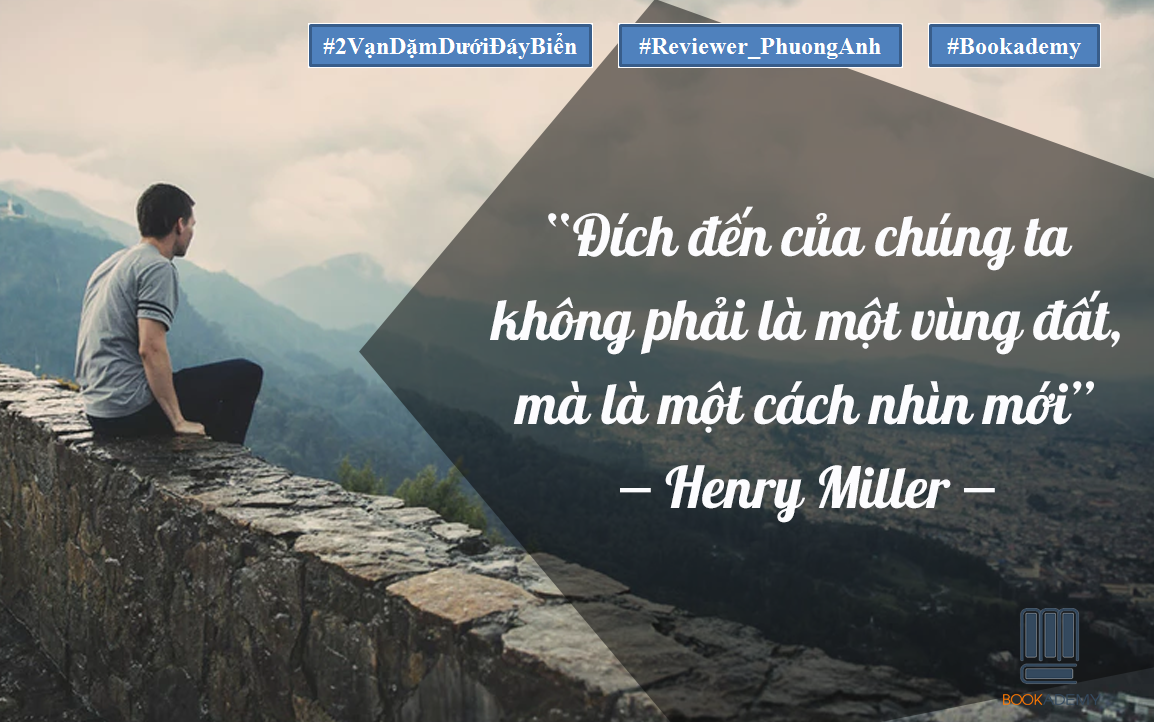 #2VạnDặmDướiĐáyBiển #Reviewer_PhuongAnh #Bookademy
“Đích đến của chúng ta
không phải là một vùng đất,
mà là một cách nhìn mới”
– Henry Miller –
BOOKADEMY